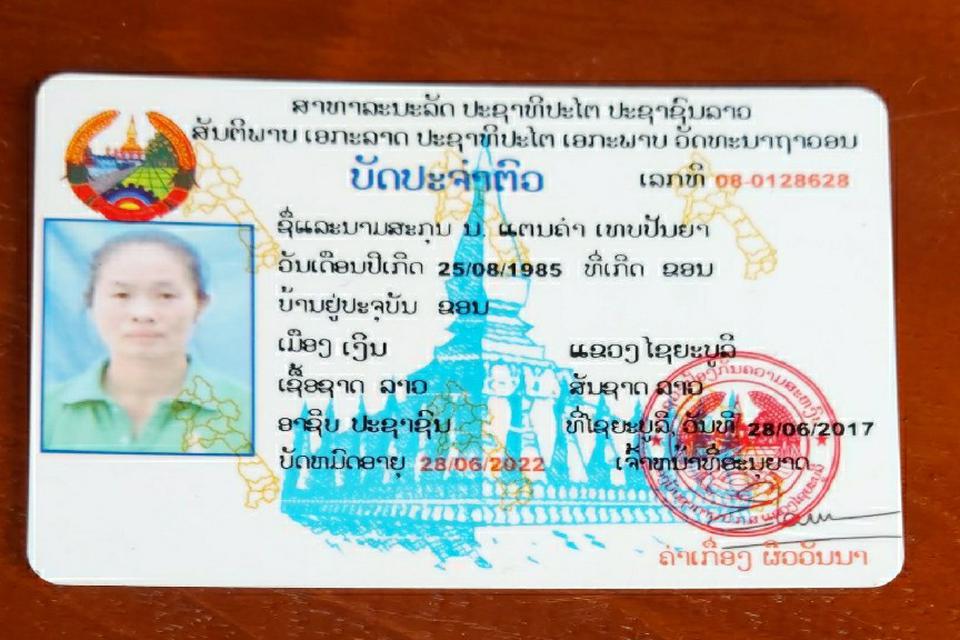 ສາທາລະນະລັດ ປະຊາທິປະໄຕ ປະຊາຊົນລາວ
ສັນຕິພາບ ເອກະລາດ ປະຊາທິປະໄຕ ເອກະພາບ ວັດທະນາຖາວອນ
ບັດປະຈຳຕົວ ເລກທີ 08-0128628
ຊື່ແລະນາມສະກຸນ ນ. ແຕນຄຳ ເທບປັນຍາ
ວັນເດືອນປີເກີດ 25/08/1985 ທີ່ເກີດ ຂອນ
ບ້ານຢູ່ປະຈຸບັນ ຂອນ
ເມືອງ ເງິນ ແຂວງໄຊຍະບູລີ
ເຊື້ອຊາດ ລາວ ສັນຊາດ ລາວ
ອາຊີບ ປະຊາຊົນ ທີ່ໄຊຍະບູລີ, ວັນທີ 28/06/2017
ບັດຫມົດອາຍຸ 28/06/2022 ເຈົ້າຫນ້າທີ່ອະນຸຍາດ
ຄຳເກື່ອງ ຜິວວັນນາ